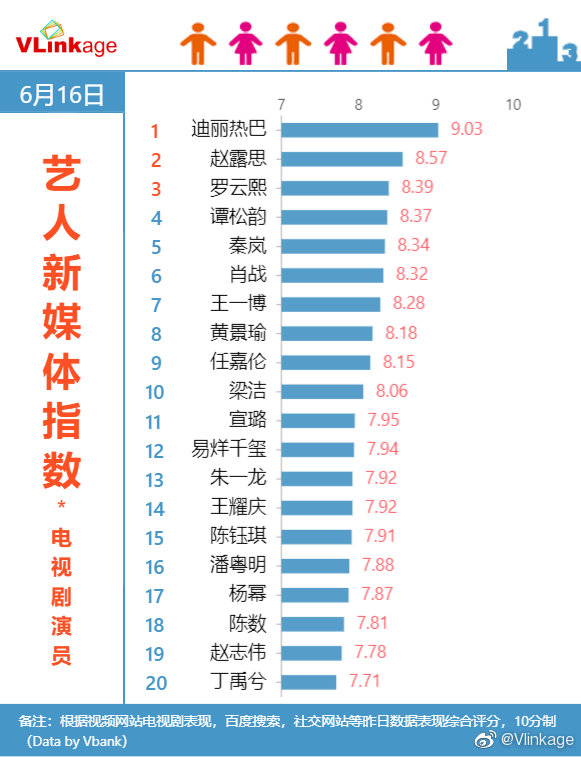 VLinkage
1
2
3
6月16日
艺人新媒体指数
*
电视剧演员
7 8 9 10
1 迪丽热巴 9.03
2 赵露思 8.57
3 罗云熙 8.39
4 谭松韵 8.37
5 秦岚 8.34
6 肖战 8.32
7 王一博 8.28
8 黄景瑜 8.18
9 任嘉伦 8.15
10 梁洁 8.06
11 宣璐 7.95
12 易烊千玺 7.94
13 朱一龙 7.92
14 王耀庆 7.92
15 陈钰琪 7.91
16 潘粤明 7.88
17 杨幂 7.87
18 陈数 7.81
19 赵志伟 7.78
20 丁禹兮 7.71
备注：根据视频网站电视剧表现，百度搜索，社交网站等昨日数据表现综合评分，10分制
（Data by Vbank）
@Vlinkage